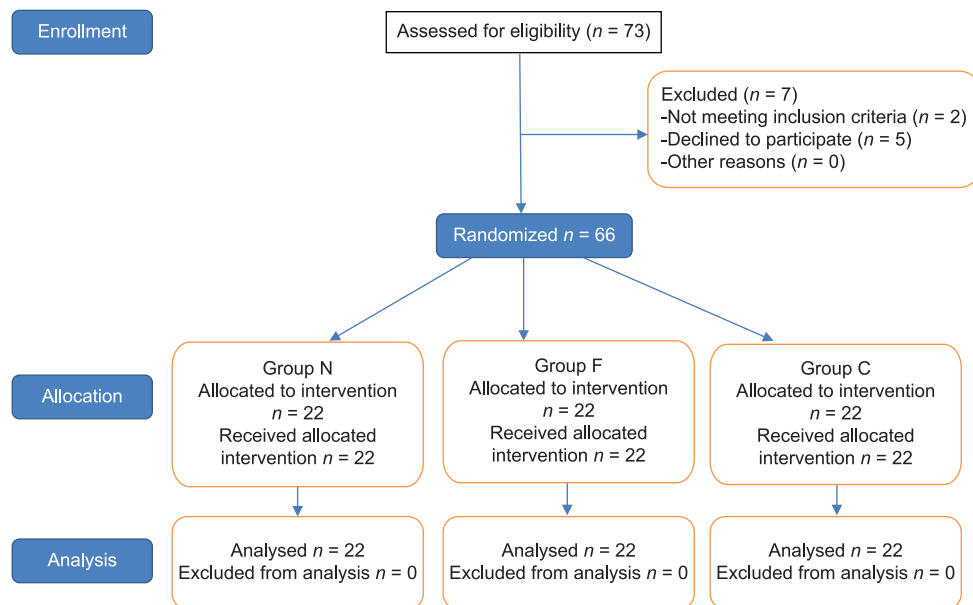 Enrollment
Assessed for eligibility (n = 73)
Excluded (n = 7)
-Not meeting inclusion criteria (n = 2)
-Declined to participate (n = 5)
-Other reasons (n = 0)
Randomized n = 66
Allocation
Group N
Allocated to intervention
n = 22
Received allocated
intervention n = 22
Group F
Allocated to intervention
n = 22
Received allocated
intervention n = 22
Group C
Allocated to intervention
n = 22
Received allocated
intervention n = 22
Analysis
Analysed n = 22
Excluded from analysis n = 0
Analysed n = 22
Excluded from analysis n = 0
Analysed n = 22
Excluded from analysis n = 0